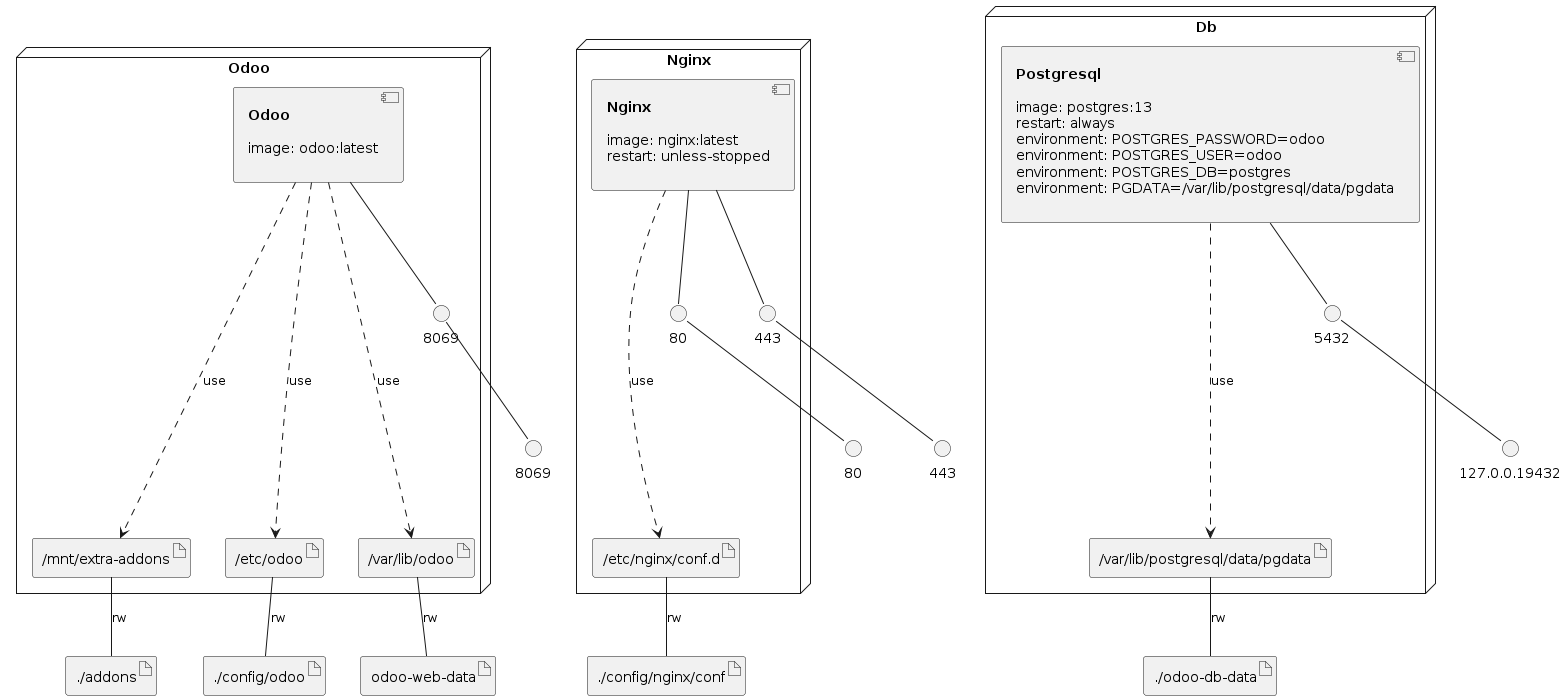 Odoo
Odoo
image: odoo:latest
8069
use
use
use
8069
/mnt/extra-addons
/etc/odoo
/var/lib/odoo
rw
rw
rw
./addons
./config/odoo
odoo-web-data
Nginx
Nginx
image: nginx:latest
restart: unless-stopped
80
443
use
80
443
/etc/nginx/conf.d
rw
./config/nginx/conf
Db
Postgresql
image: postgres:13
restart: always
environment: POSTGRES_PASSWORD=odoo
environment: POSTGRES_USER=odoo
environment: POSTGRES_DB=postgres
environment: PGDATA=/var/lib/postgresql/data/pgdata
5432
use
127.0.0.19432
/var/lib/postgresql/data/pgdata
rw
./odoo-db-data